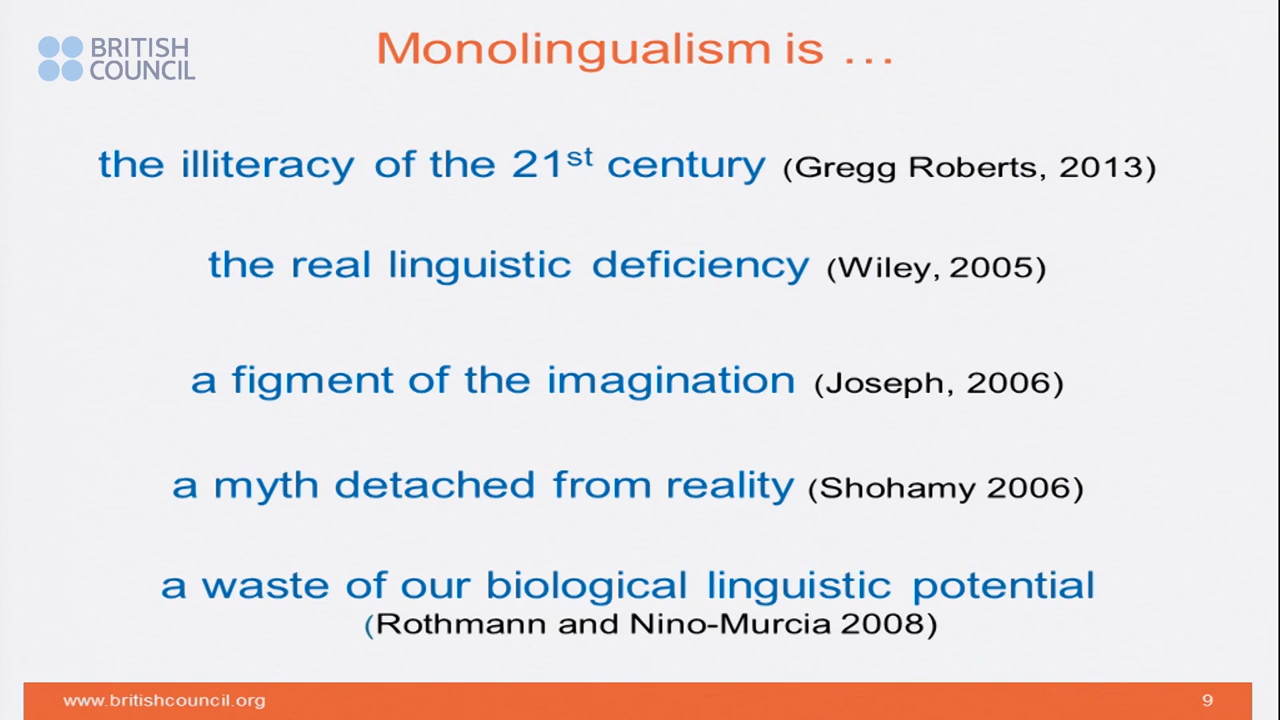 BRITISH
COUNCIL
Monolingualism is ...
the illiteracy of the 21st century (Gregg Roberts, 2013)
the real linguistic deficiency (Wiley, 2005)
a figment of the imagination (Joseph, 2006)
a myth detached from reality (Shohamy 2006)
a waste of our biological linguistic potential
(Rothmann and Nino-Murcia 2008)
www.britishcouncil.org 9